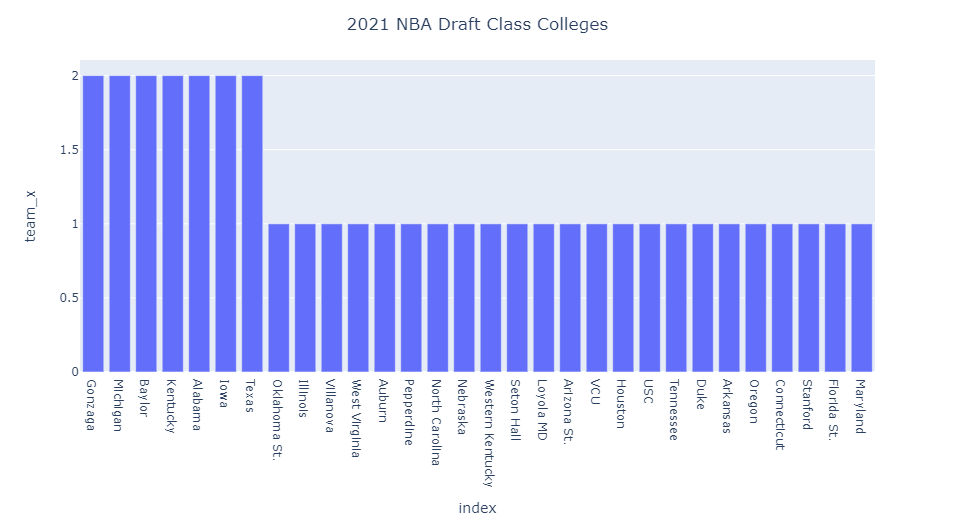 2021 NBA Draft Class Colleges
team_x
2
1.5
1
0.5
0
Gonzaga
Michigan
Baylor
Kentucky
Alabama
Iowa
Texas
Oklahoma St.
Illinois
Villanova
West Virginia
Auburn
Pepperdine
North Carolina
Nebraska
Western Kentucky
Seton Hall
Loyola MD
Arizona St.
VCU
Houston
USC
Tennessee
Duke
Arkansas
Oregon
Connecticut
Stanford
Florida St.
Maryland
index